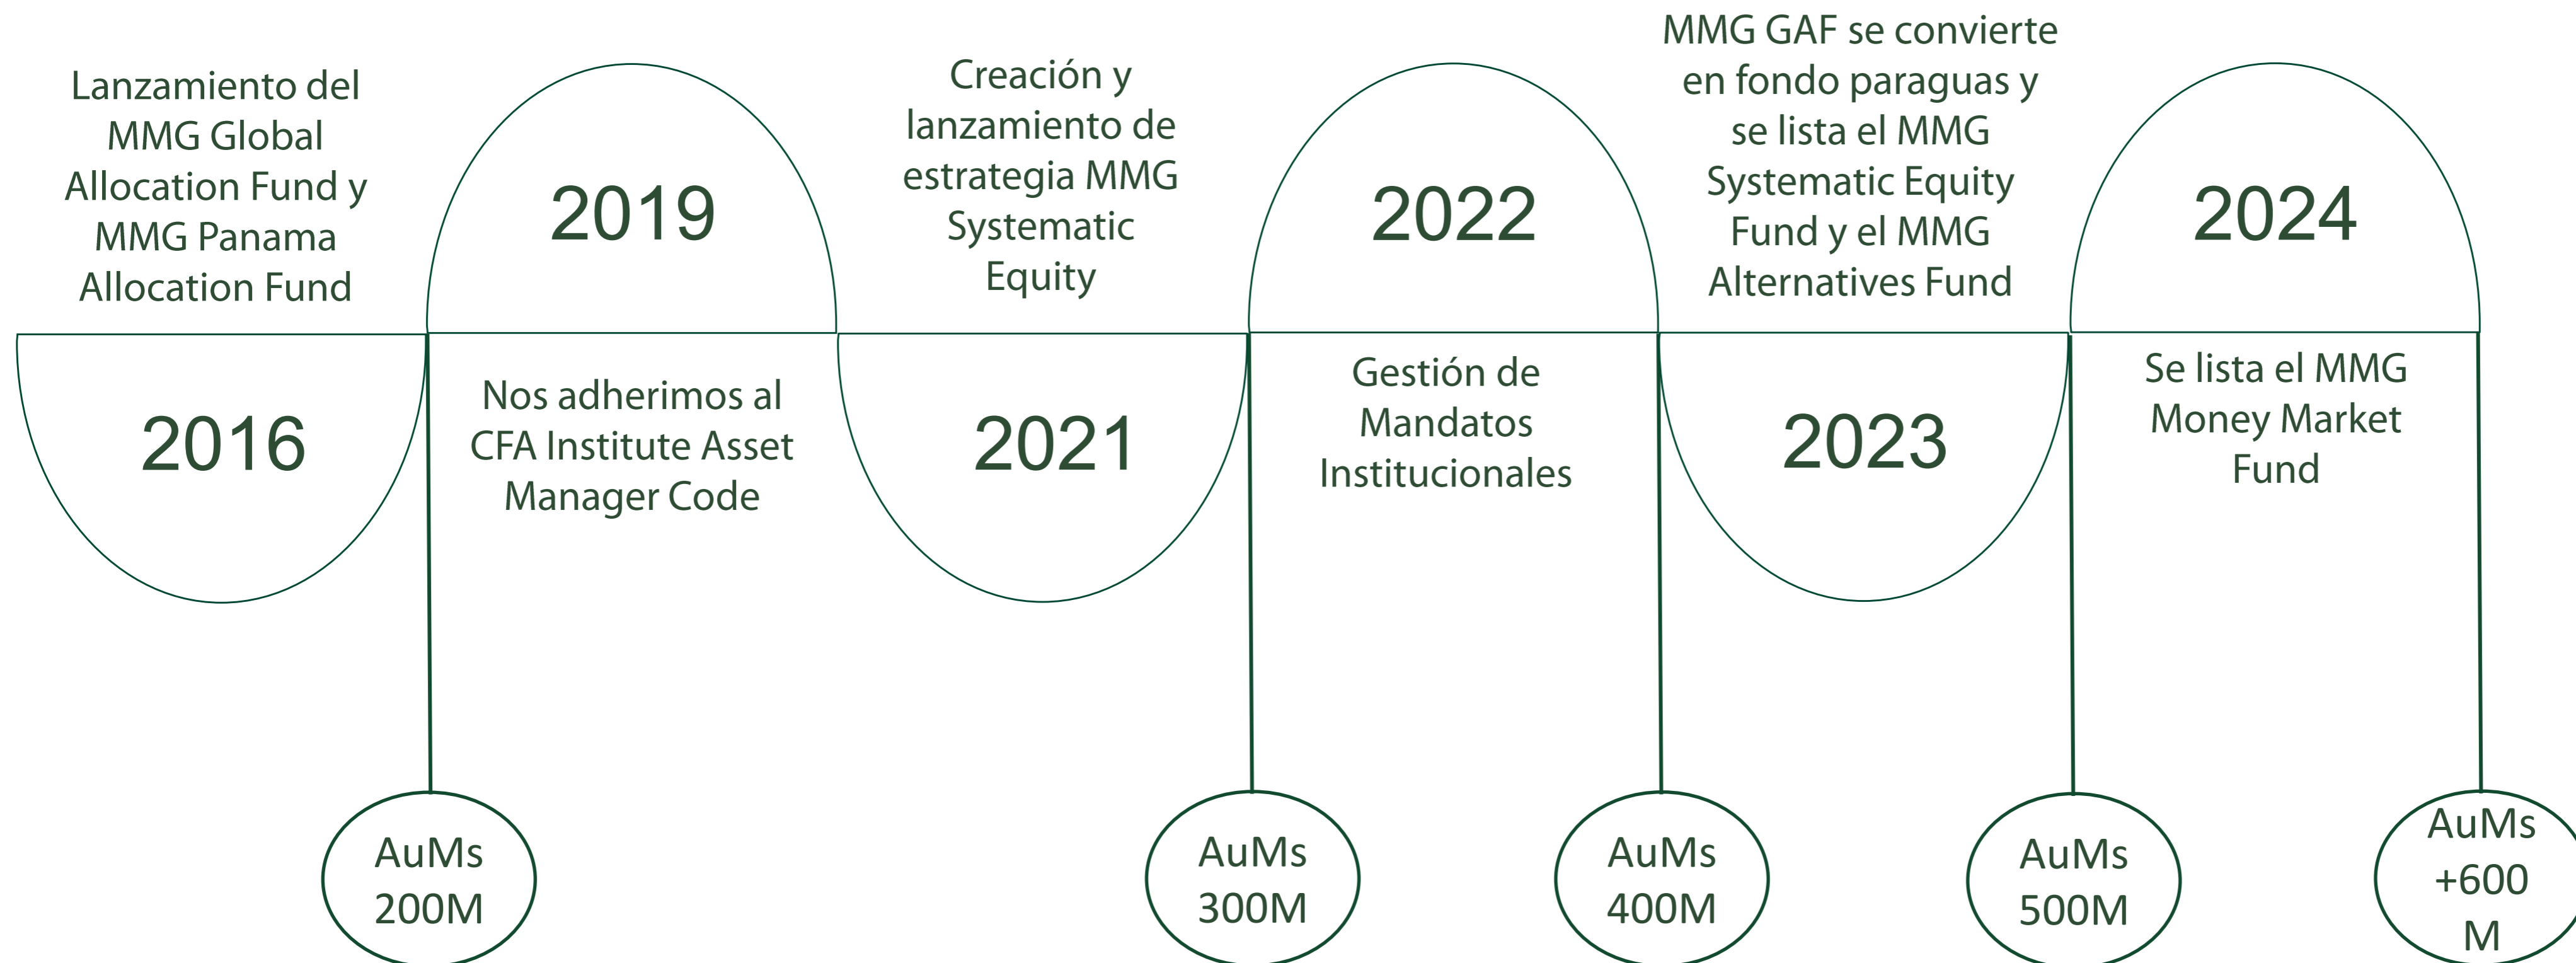 Lanzamiento del
MMG Global
Allocation Fund y
MMG Panama
Allocation Fund
2016
2019
Nos adherimos al
CFA Institute Asset
Manager Code
Creación y
lanzamiento de
estrategia MMG
Systematic
Equity
2021
2022
Gestión de
Mandatos
Institucionales
MMG GAF se convierte
en fondo paraguas y
se lista el MMG
Systematic Equity
Fund y el MMG
Alternatives Fund
2023
2024
Se lista el MMG
Money Market
Fund
AuMs
200M
AuMs
300M
AuMs
400M
AuMs
500M
AuMs
+600
M